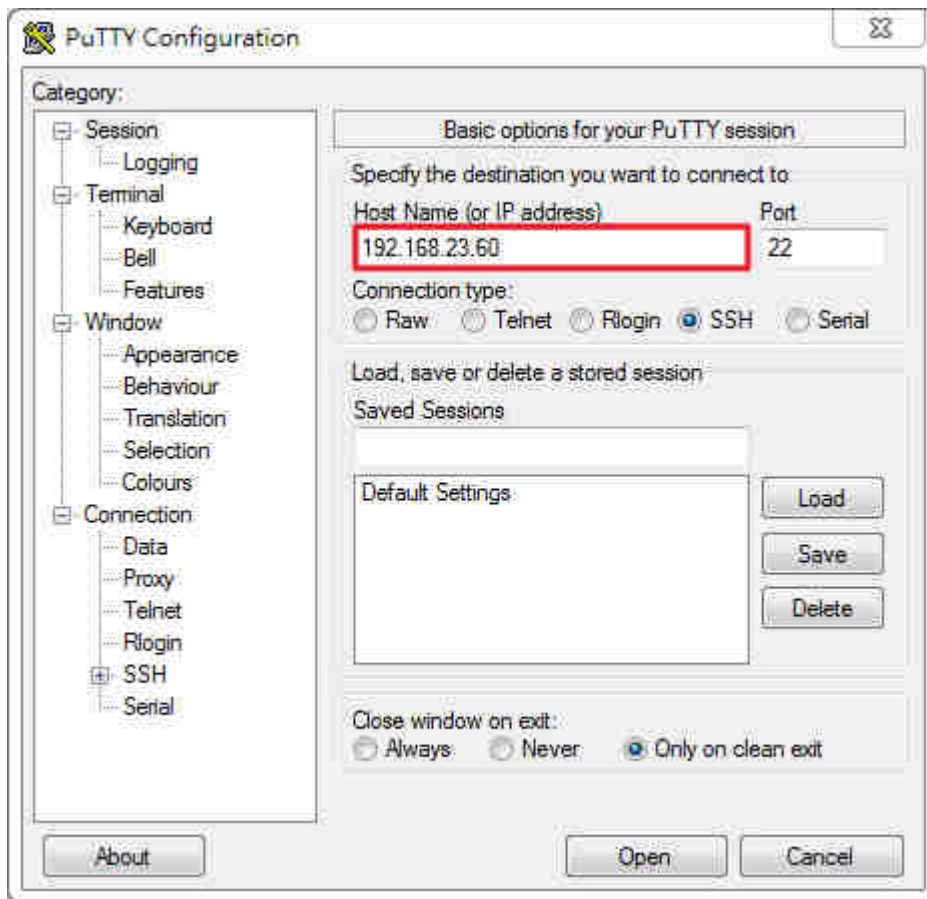 PuTTY Configuration
Category:
Session
Logging
Terminal
Keyboard
Bell
Features
Window
Appearance
Behaviour
Translation
Selection
Colours
Connection
Data
Proxy
Telnet
Rlogin
SSH
Serial
Basic options for your PuTTY session
Specify the destination you want to connect to
Host Name (or IP address) Port
192.168.23.60 22
Connection type:
Raw Telnet Rlogin SSH Serial
Load, save or delete a stored session
Saved Sessions
Default Settings
Load
Save
Delete
Close window on exit:
Always Never Only on clean exit
About Open Cancel